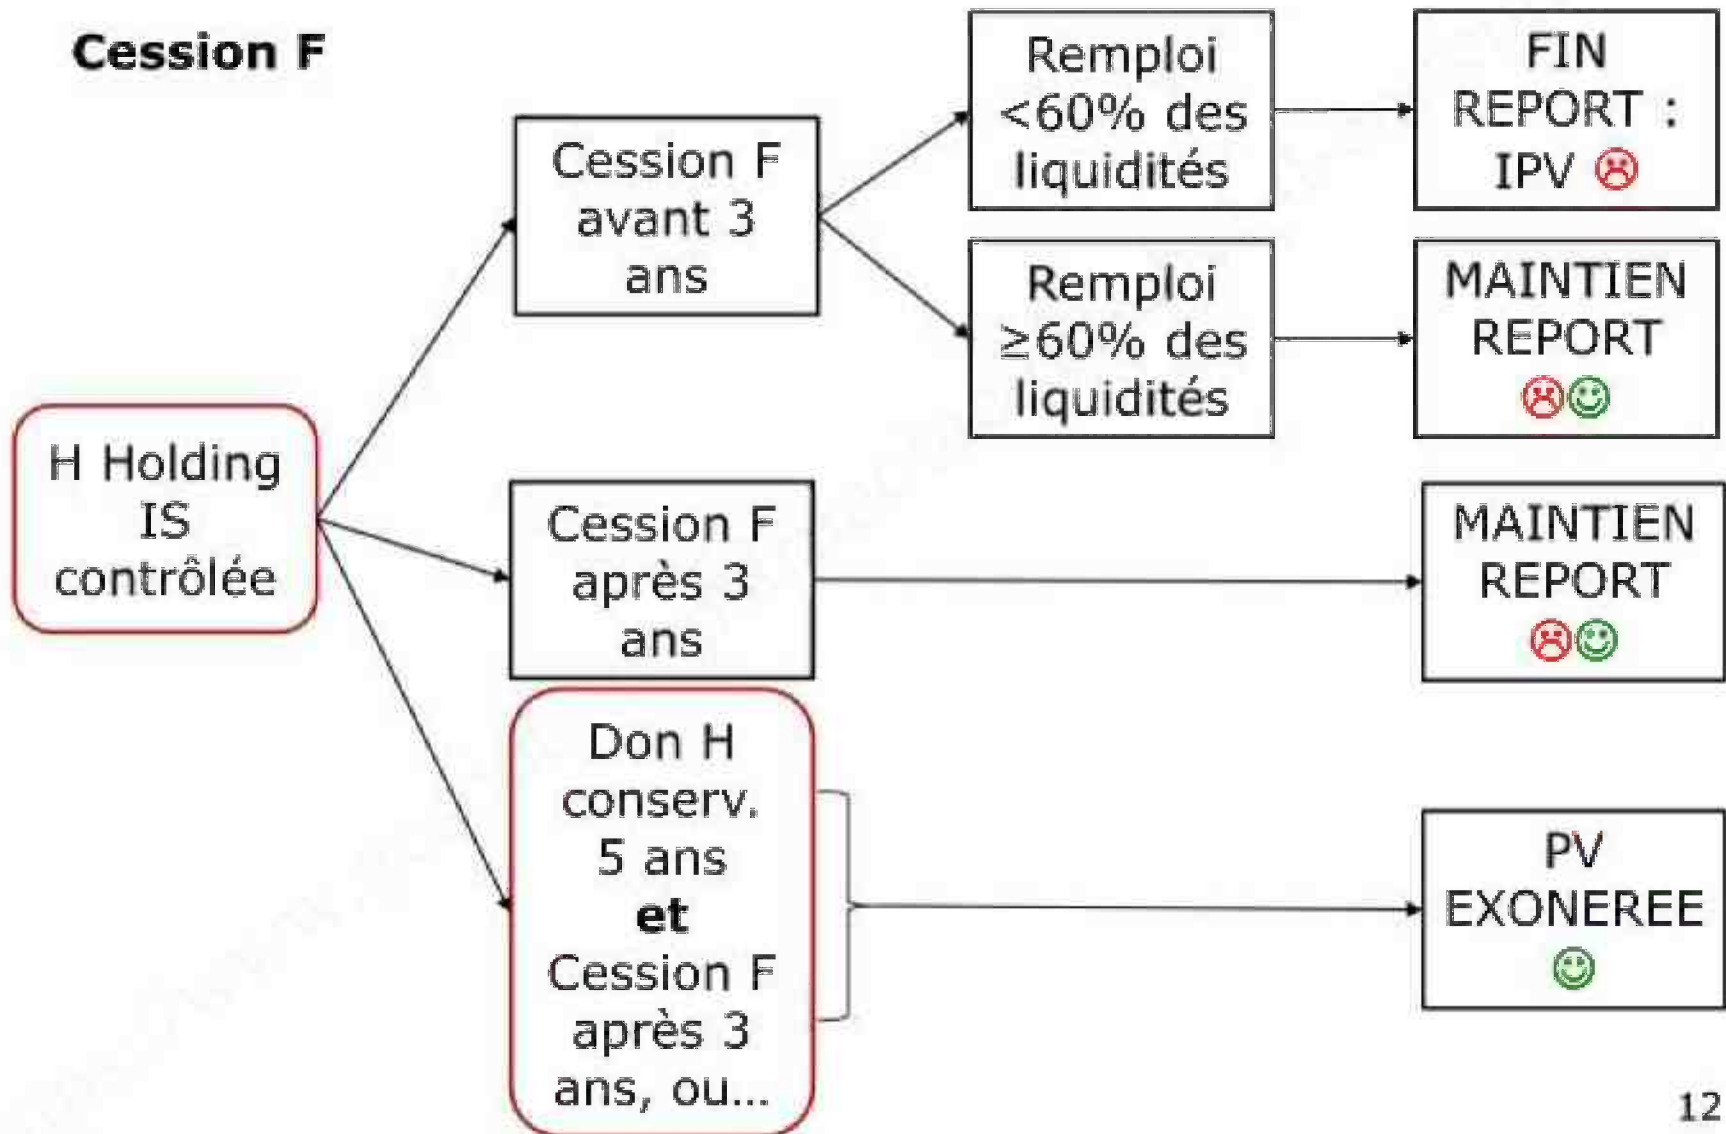 Cession F
Remploi
<60% des
liquidités
FIN
REPORT :
IPV
Cession F
avant 3
ans
Remploi
≥60% des
liquidités
MAINTIEN
REPORT
H Holding
IS
contrôlée
Cession F
après 3
ans
MAINTIEN
REPORT
Don H
conserv.
5 ans
et
Cession F
après 3
ans, ou...
PV
EXONEREE
12